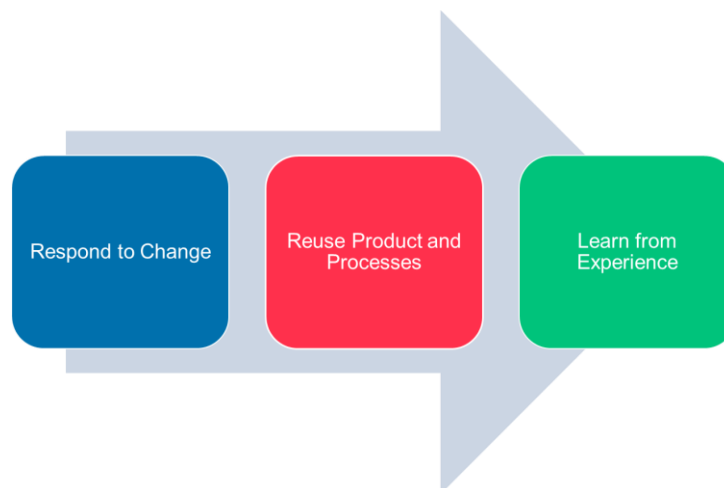 Respond to Change
Reuse Product and
Processes
Learn from
Experience